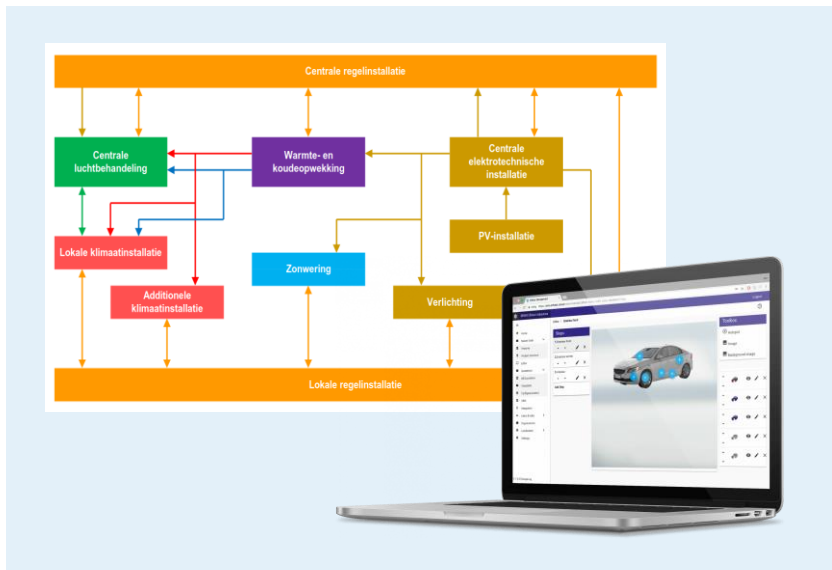 Centrale regelinstallatie
Centrale
luchtbehandeling
Warmte- en
koudeopwekking
Centrale
elektrotechnische
installatie
PV-installatie
Lokale klimaatinstallatie
Zonwering
Additionele
klimaatinstallatie
Verlichting
Lokale regelinstallatie